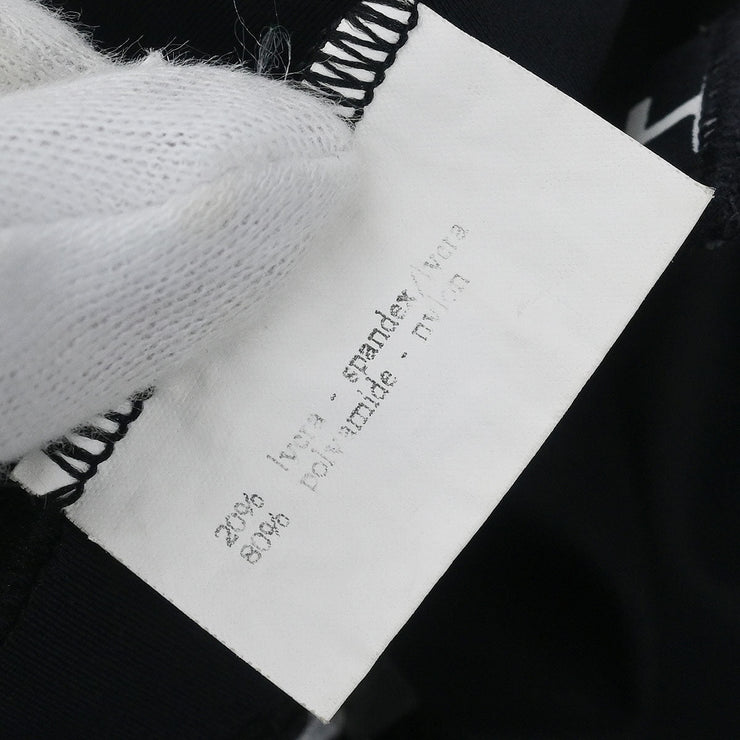 20% lycra - spandex/lycra
80% polyamide - nylon